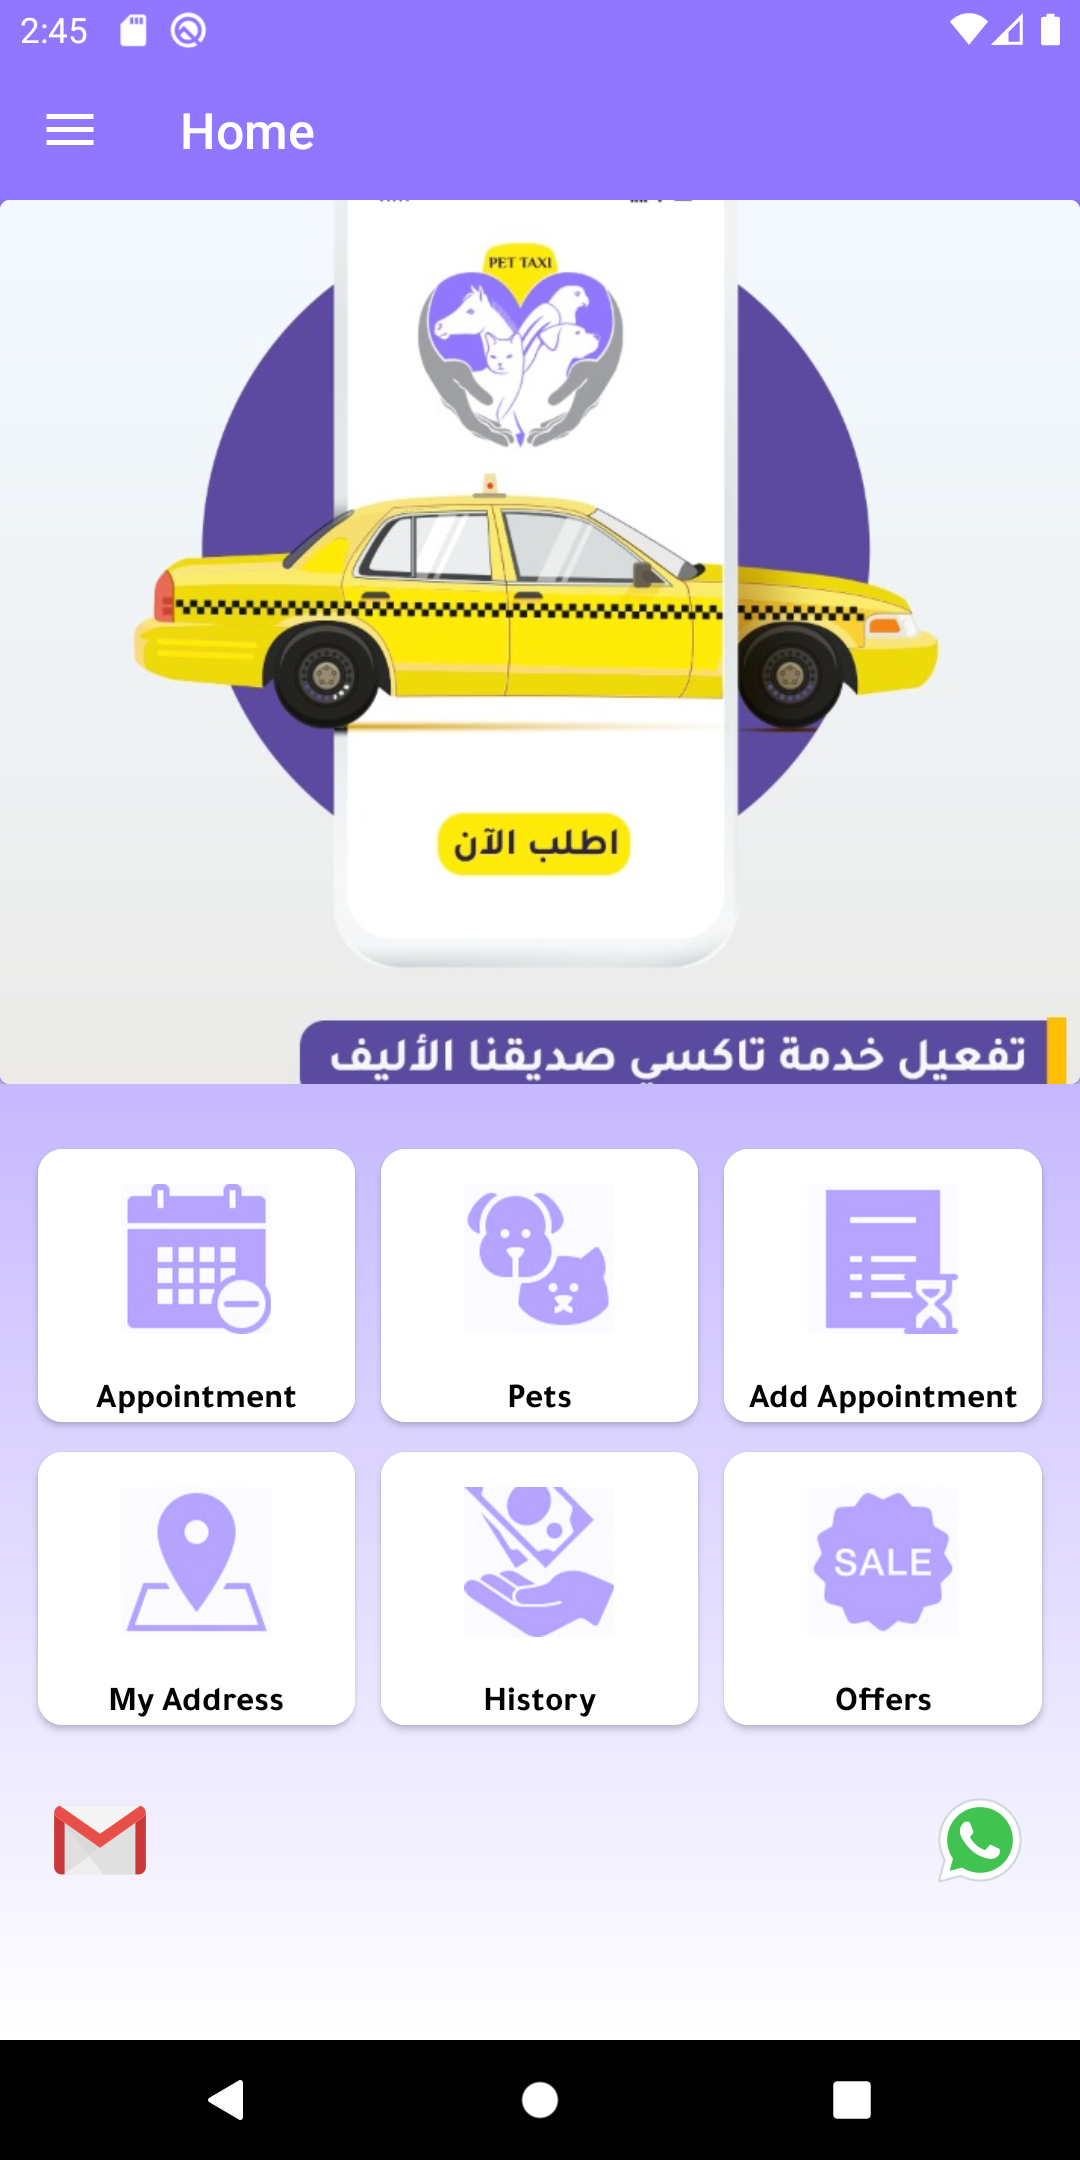 2:45
Home
PET TAXI
اطلب الآن
تفعيل خدمة تاكسي صديقنا الأليف
Appointment
Pets
Add Appointment
My Address
SALE
History
Offers